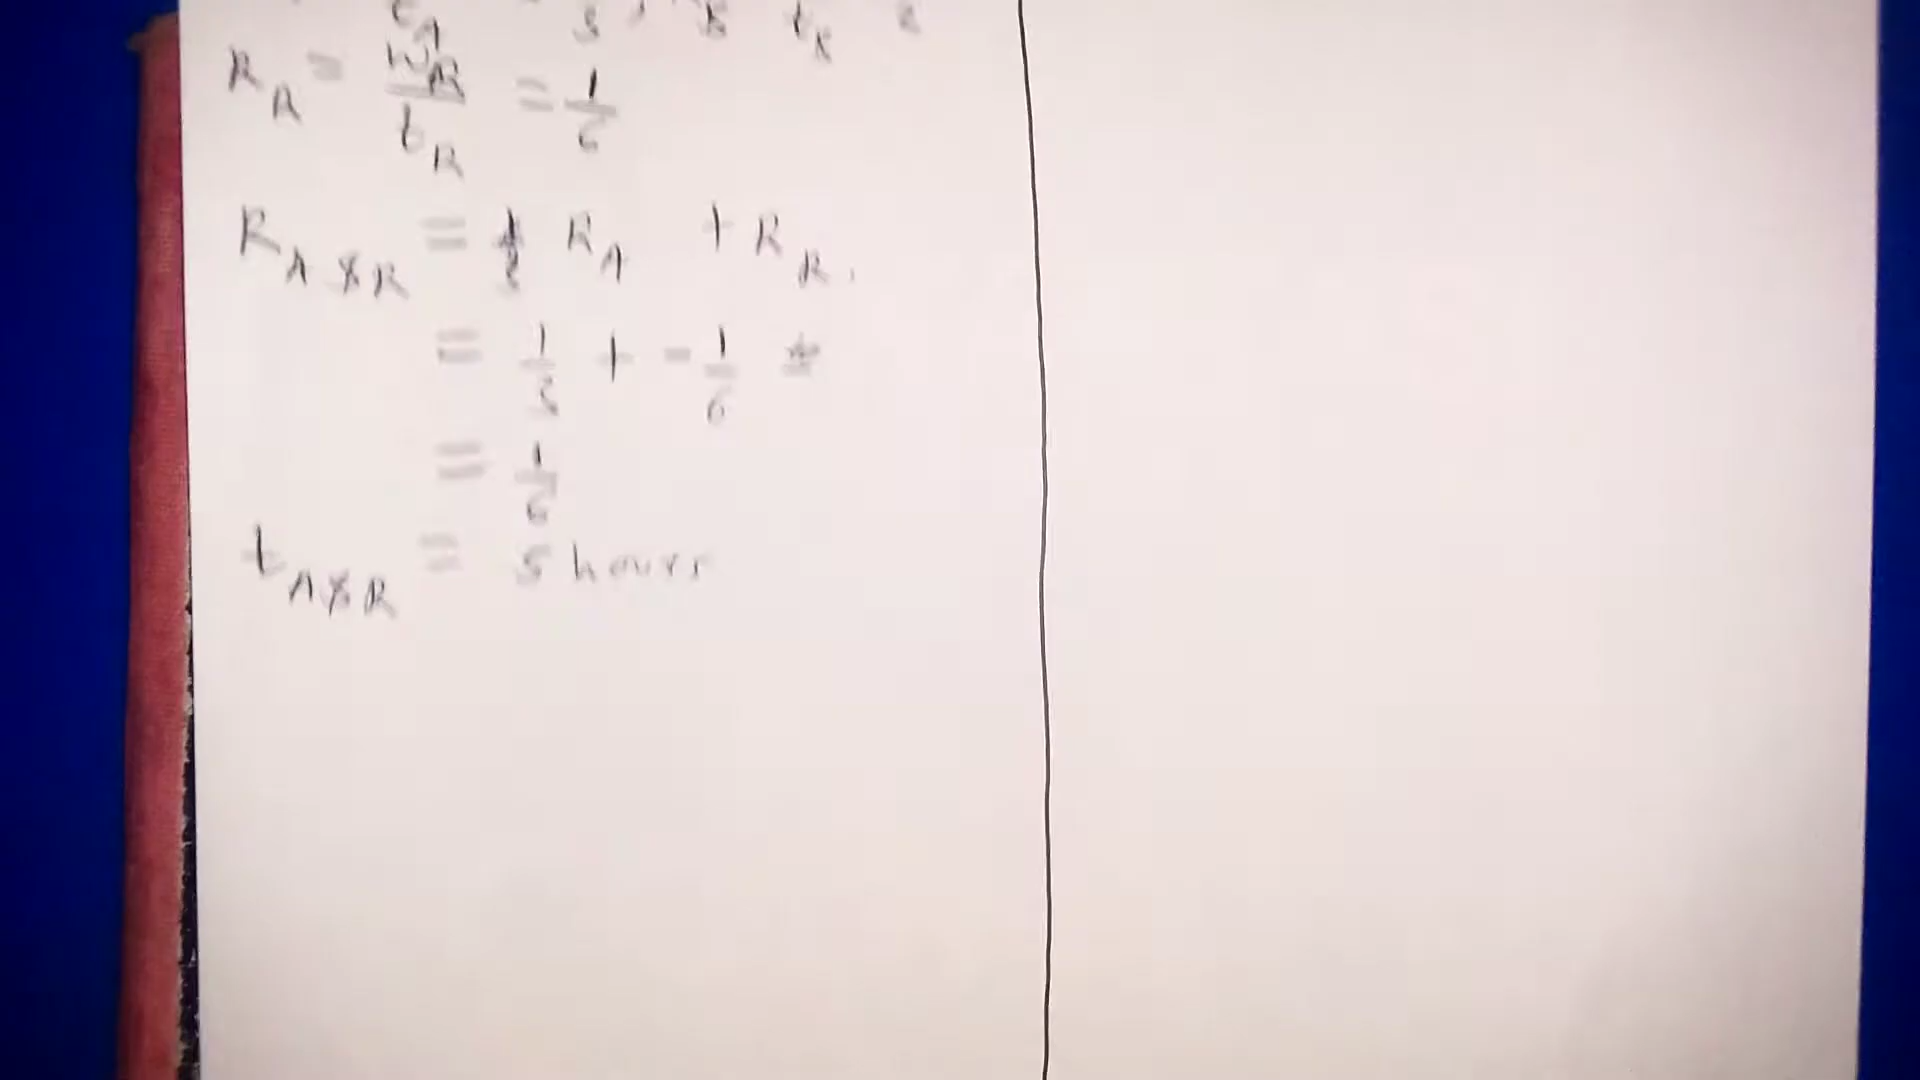 R_R = W_R / t_R = 1/6
R_A&R = R_A + R_R.
= 1/3 + - 1/6
= 1/6
t_A&R = 5 hours